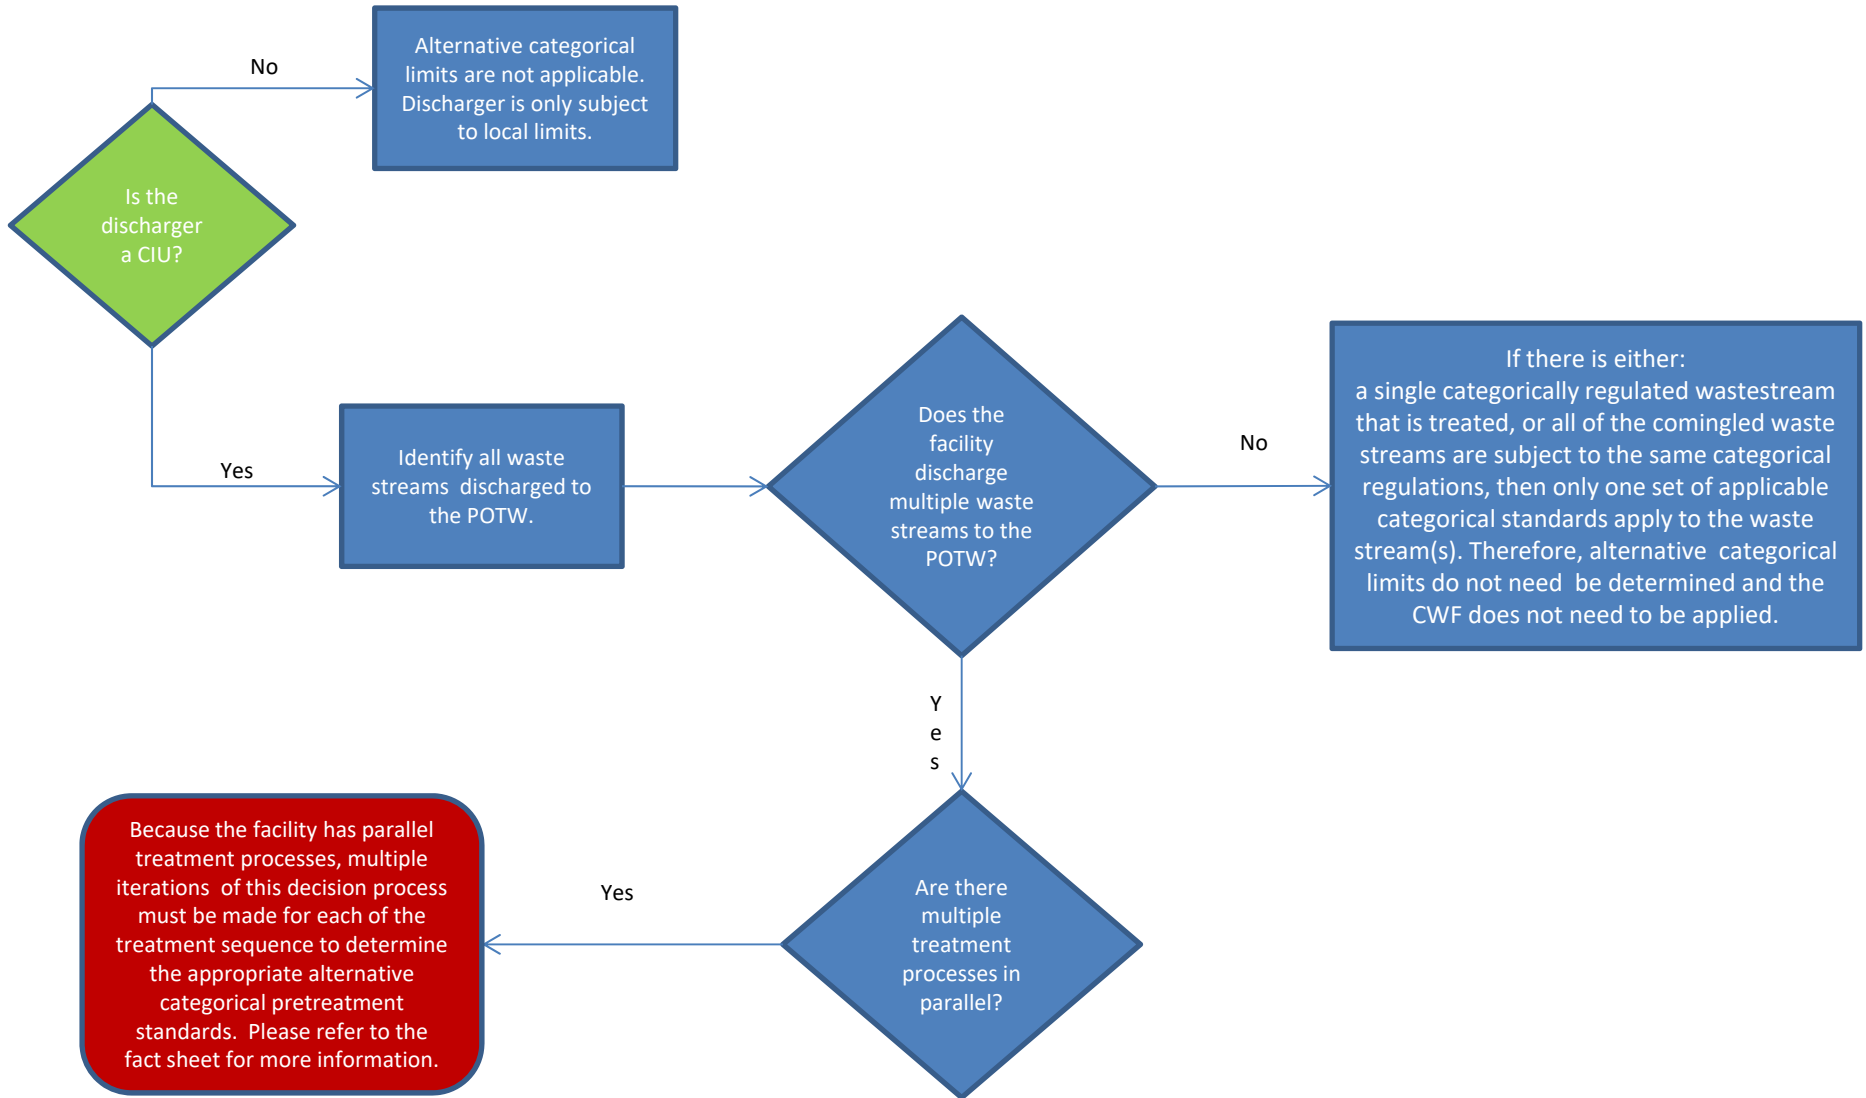 No
Alternative categorical
limits are not applicable.
Discharger is only subject
to local limits.
Is the
discharger
a CIU?
Yes
Identify all waste
streams discharged to
the POTW.
Does the
facility
discharge
multiple waste
streams to the
POTW?
No
If there is either:
a single categorically regulated wastestream
that is treated, or all of the comingled waste
streams are subject to the same categorical
regulations, then only one set of applicable
categorical standards apply to the waste
stream(s). Therefore, alternative categorical
limits do not need be determined and the
CWF does not need to be applied.
Y
e
s
Are there
multiple
treatment
processes in
parallel?
Yes
Because the facility has parallel
treatment processes, multiple
iterations of this decision process
must be made for each of the
treatment sequence to determine
the appropriate alternative
categorical pretreatment
standards. Please refer to the
fact sheet for more information.